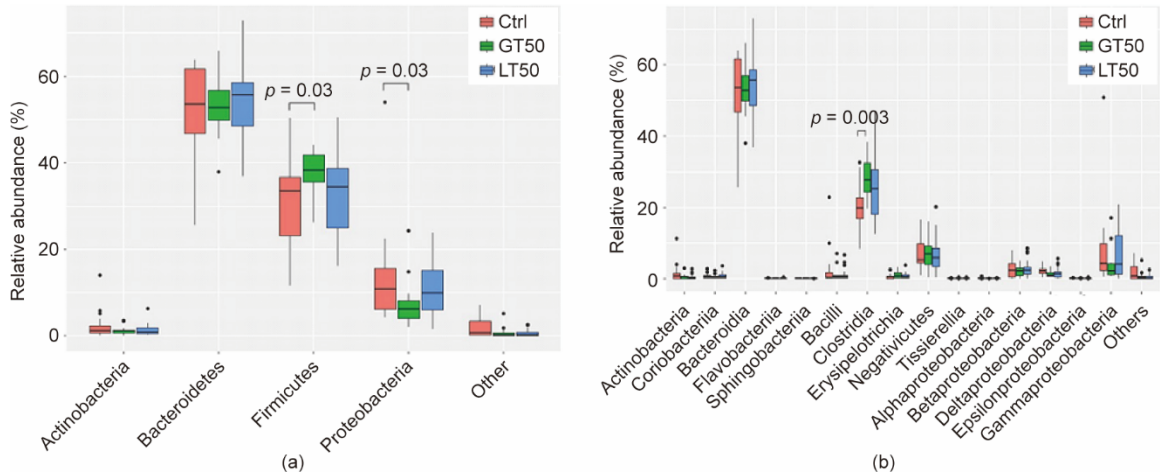 Ctrl
GT50
LT50
p = 0.03
p = 0.03
60
40
20
0
Relative abundance (%)
Actinobacteria
Bacteroidetes
Firmicutes
Proteobacteria
Other
(a)
Ctrl
GT50
LT50
p = 0.003
60
40
20
0
Relative abundance (%)
Actinobacteria
Coriobacteriia
Bacteroidia
Flavobacteriia
Sphingobacteriia
Bacilli
Clostridia
Erysipelotrichia
Negativicutes
Tissierellia
Alphaproteobacteria
Betaproteobacteria
Deltaproteobacteria
Epsilonproteobacteria
Gammaproteobacteria
Others
(b)